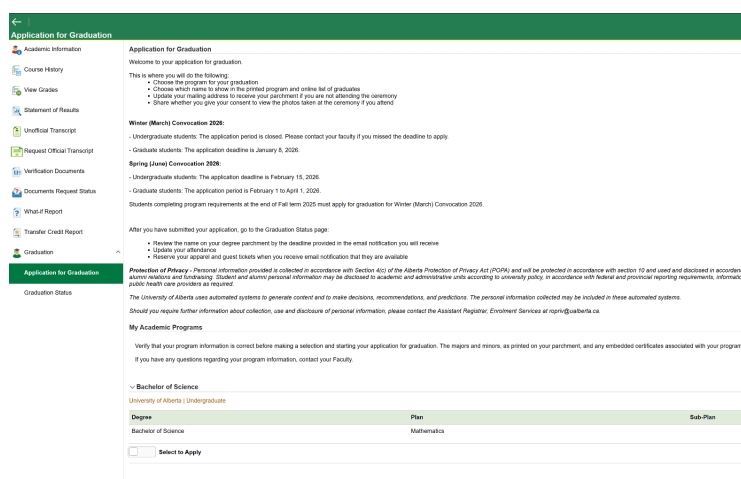 Application for Graduation
Academic Information
Course History
View Grades
Statement of Results
Unofficial Transcript
Request Official Transcript
Verification Documents
Documents Request Status
What-if Report
Transfer Credit Report
Graduation
Application for Graduation
Graduation Status
Application for Graduation
Welcome to your application for graduation.
This is where you will do the following:
• Choose the program for your graduation
• Choose which name to show in the printed program and online list of graduates
• Update your mailing address to receive your parchment if you are not attending the ceremony
• Share whether you give your consent to view the photos taken at the ceremony if you attend
Winter (March) Convocation 2026:
- Undergraduate students: The application period is closed. Please contact your faculty if you missed the deadline to apply.
- Graduate students: The application deadline is January 8, 2026.
Spring (June) Convocation 2026:
- Undergraduate students: The application deadline is February 15, 2026.
- Graduate students: The application period is February 1 to April 1, 2026.
Students completing program requirements at the end of Fall term 2025 must apply for graduation for Winter (March) Convocation 2026.
After you have submitted your application, go to the Graduation Status page:
• Review the name on your degree parchment by the deadline provided in the email notification you will receive
• Update your attendance
• Reserve your apparel and guest tickets when you receive email notification that they are available
Protection of Privacy - Personal information provided is collected in accordance with Section 4(c) of the Alberta Protection of Privacy Act (POPA) and will be protected in accordance with section 10 and used and disclosed in accordan
alumni relations and fundraising. Student and alumni personal information may be disclosed to academic and administrative units according to university policy, in accordance with federal and provincial reporting requirements, informatic
public health care providers as required.
The University of Alberta uses automated systems to generate content and to make decisions, recommendations, and predictions. The personal information collected may be included in these automated systems.
Should you require further information about collection, use and disclosure of personal information, please contact the Assistant Registrar, Enrolment Services at ropriv@ualberta.ca.
My Academic Programs
Verify that your program information is correct before making a selection and starting your application for graduation. The majors and minors, as printed on your parchment, and any embedded certificates associated with your program
If you have any questions regarding your program information, contact your Faculty.
Bachelor of Science
University of Alberta | Undergraduate
Degree Plan Sub-Plan
Bachelor of Science Mathematics
Select to Apply